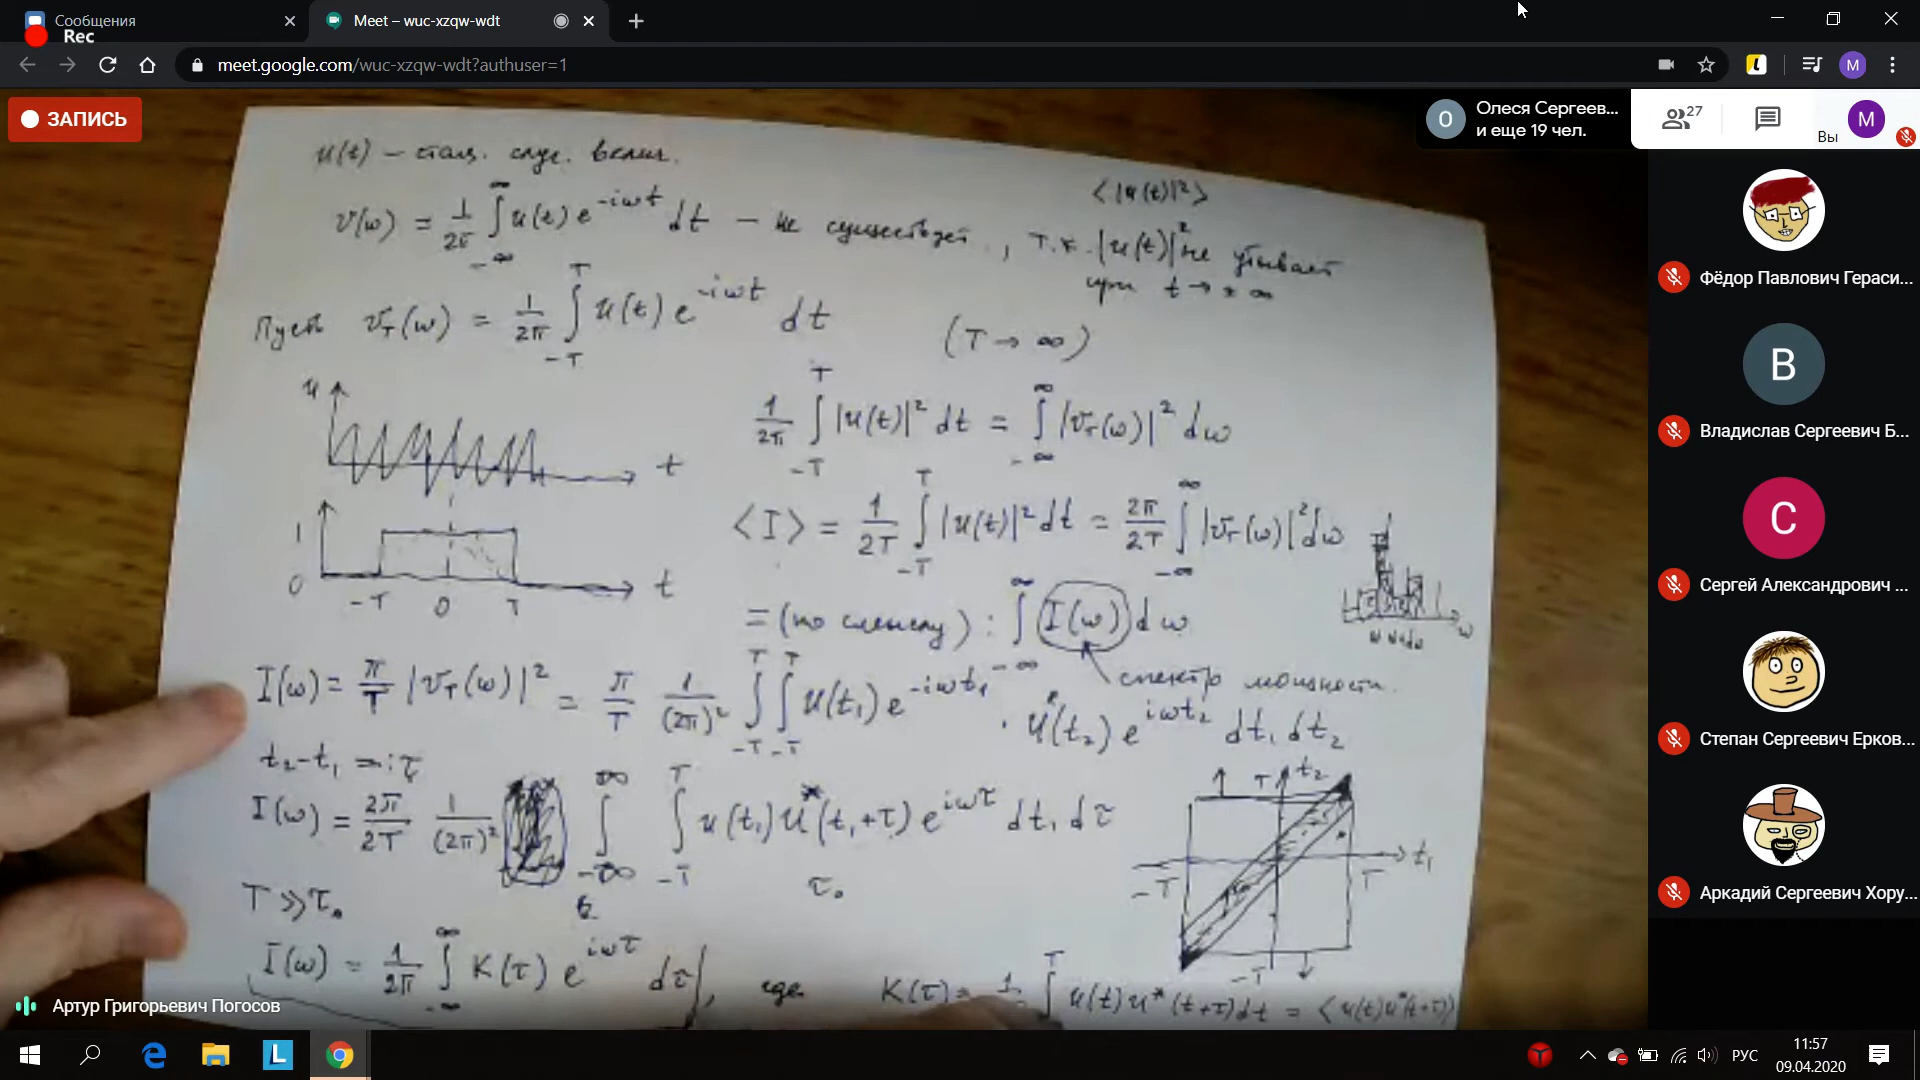 Сообщения
Meet – wuc-xzqw-wdt
Rec
meet.google.com/wuc-xzqw-wdt?authuser=1
M
ЗАПИСЬ
O
Олеся Сергеев...
и еще 19 чел.
27
Вы
M
u(t) – стац. случ. велич.
⟨|u(t)|²⟩
v(ω) = 1/2π ∫_{-∞}^{∞} u(t) e^{-iωt} dt – не существует, т.к. |u(t)|² не убывает
при t → ± ∞
Пусть v_T(ω) = 1/2π ∫_{-T}^{T} u(t) e^{-iωt} dt (T → ∞)
u
t
1/2π ∫_{-T}^{T} |u(t)|² dt = ∫_{-∞}^{∞} |v_T(ω)|² dω
1
0
-T 0 T
t
⟨I⟩ = 1/2T ∫_{-T}^{T} |u(t)|² dt = 2π/2T ∫_{-∞}^{∞} |v_T(ω)|² dω
= (по смыслу) : ∫_{-∞}^{∞} I(ω) dω
ω
спектр мощности.
I(ω) = π/T |v_T(ω)|² = π/T 1/(2π)² ∫_{-T}^{T} ∫_{-T}^{T} u(t₁) e^{-iωt₁} · u*(t₂) e^{iωt₂} dt₁ dt₂
t₂-t₁ =: τ
I(ω) = 2π/2T 1/(2π)² ∫_{-∞}^{∞} ∫_{-T}^{T} u(t₁) u*(t₁+τ) e^{iωτ} dt₁ dτ
T t₂
t₁
-T T
-T
T ≫ τ₀
τ₀
I(ω) = 1/2π ∫_{-∞}^{∞} K(τ) e^{iωτ} dτ, где K(τ) = ∫^{T} u(t) u*(t+τ) dt = ⟨u(t) u*(t+τ)⟩
Артур Григорьевич Погосов
Фёдор Павлович Гераси...
В
Владислав Сергеевич Б...
С
Сергей Александрович ...
Степан Сергеевич Ерков...
Аркадий Сергеевич Хору...
L
РУС
11:57
09.04.2020